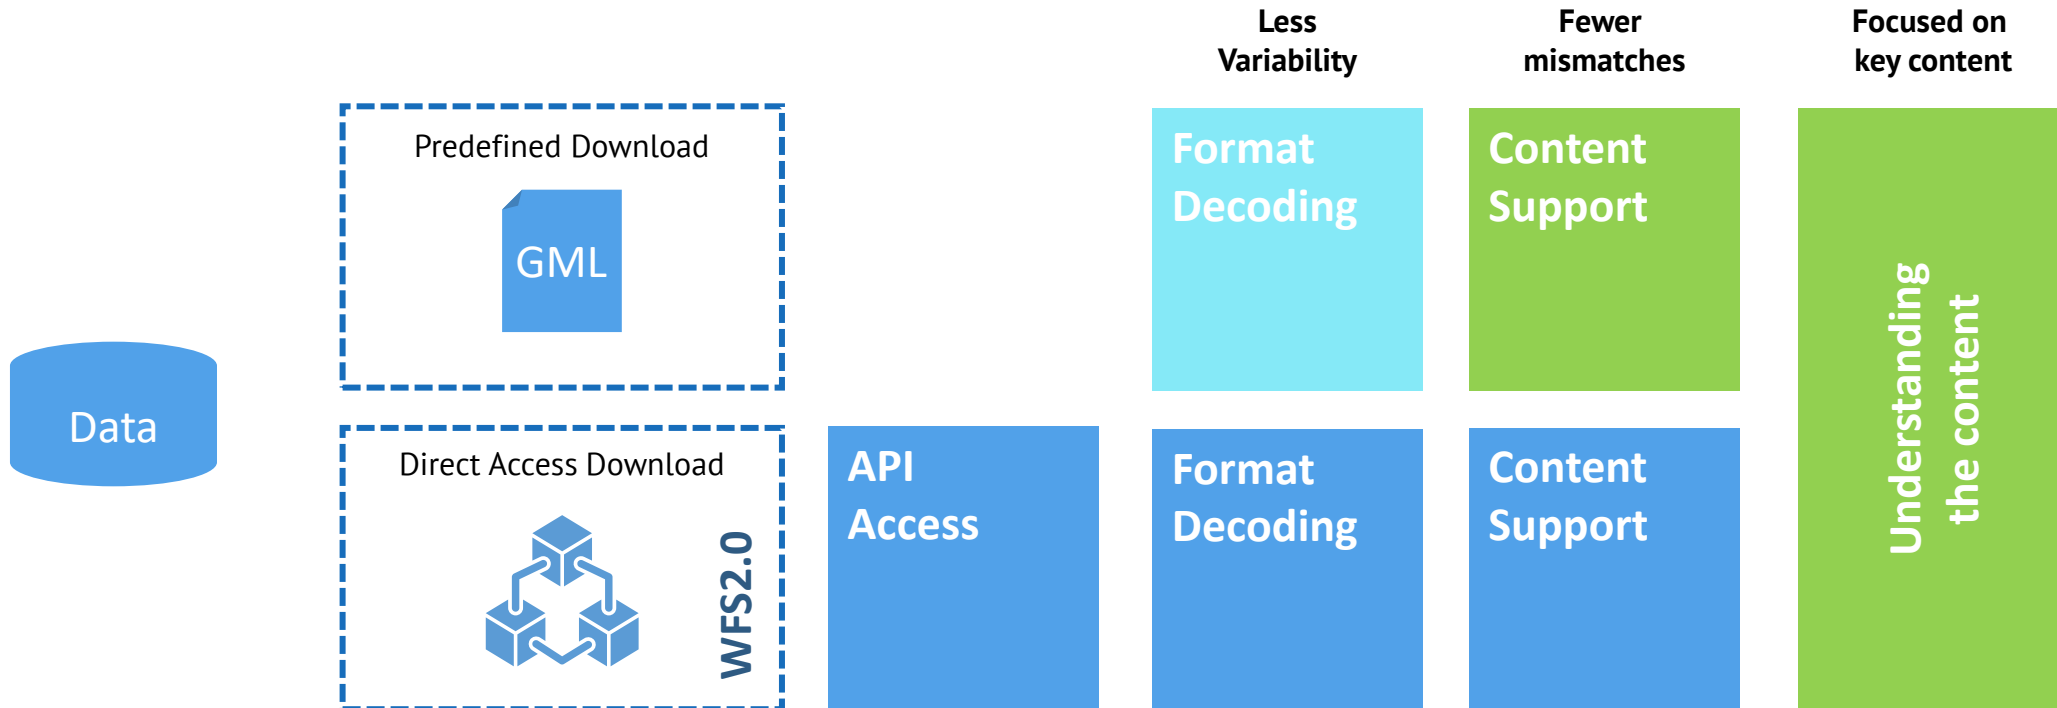 Less
Variability
Fewer
mismatches
Focused on
key content
Predefined Download
GML
Format
Decoding
Content
Support
Understanding
the content
Data
Direct Access Download
WFS2.0
API
Access
Format
Decoding
Content
Support